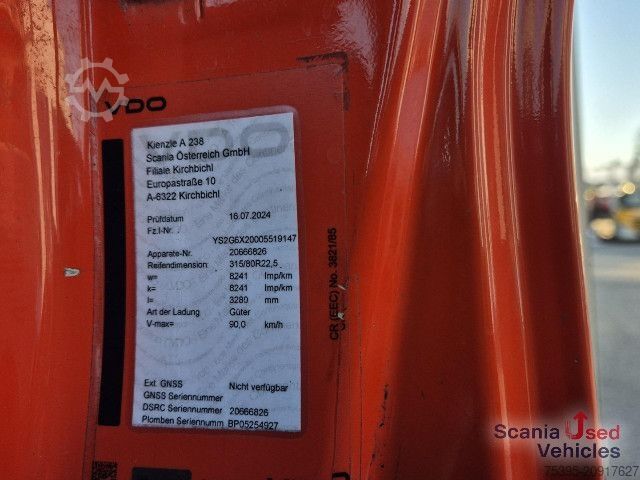 VDO
Kienzle A 238
Scania Österreich GmbH
Filiale Kirchbichl
Europastraße 10
A-6322 Kirchbichl
Prüfdatum 16.07.2024
Fz.I-Nr. YS2G6X20005519147
Apparate-Nr. 20666826
Reifendimension: 315/80R22,5
w= 8241 Imp/km
k= 8241 Imp/km
l= 3280 mm
Art der Ladung Güter
V-max= 90,0 km/h
Ext. GNSS Nicht verfügbar
GNSS Seriennummer
DSRC Seriennummer 20666826
Plomben Seriennumm BP05254927
CR (EEC) No. 3821/85
Scania Used
Vehicles
75395-20917627